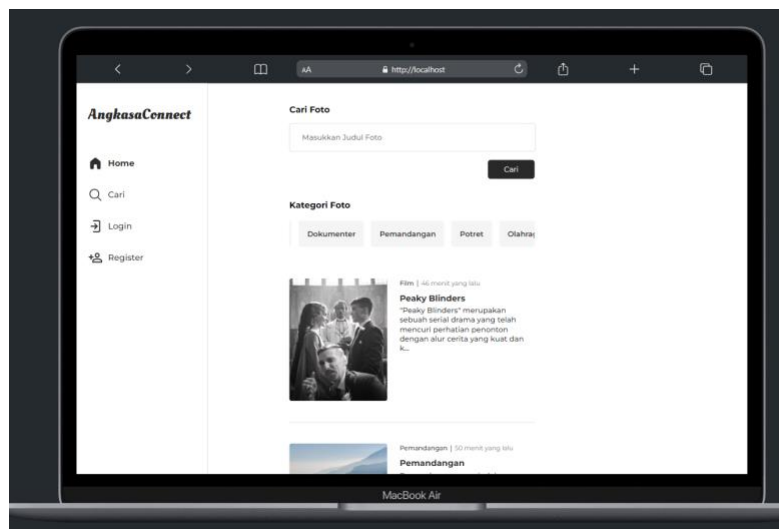 AA
http://localhost
AngkasaConnect
Home
Cari
Login
Register
Cari Foto
Masukkan Judul Foto
Cari
Kategori Foto
Dokumenter
Pemandangan
Potret
Olahrag
Film | 46 menit yang lalu
Peaky Blinders
"Peaky Blinders" merupakan
sebuah serial drama yang telah
mencuri perhatian penonton
dengan alur cerita yang kuat dan
k...
Pemandangan | 50 menit yang lalu
Pemandangan
MacBook Air